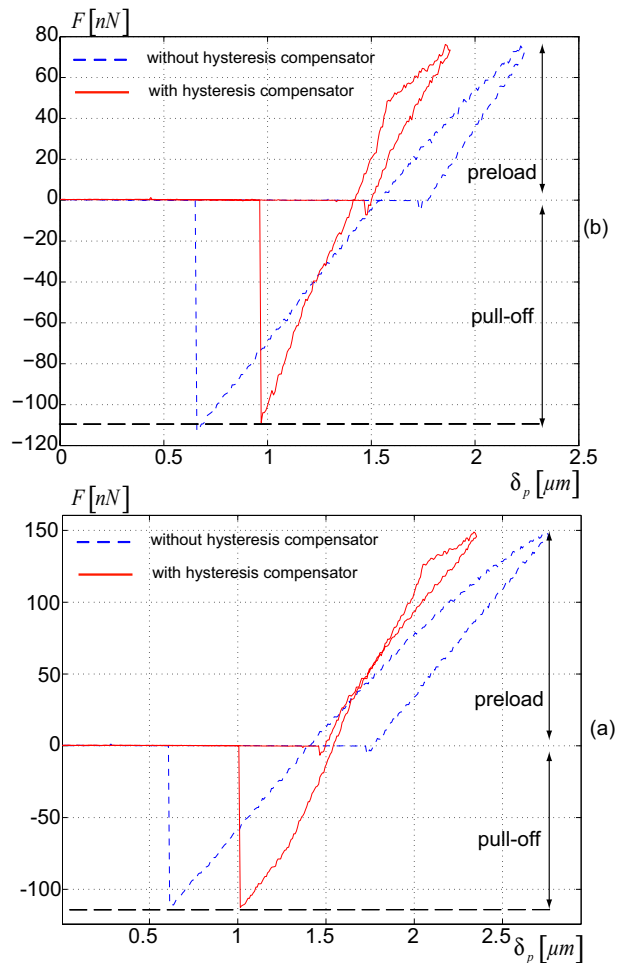 F [nN]
80
without hysteresis compensator
60
with hysteresis compensator
40
20
preload
0
(b)
−20
−40
−60
pull-off
−80
−100
−120
0 0.5 1 1.5 2 2.5
δp [μm]
F [nN]
150
without hysteresis compensator
with hysteresis compensator
100
50
preload
0
(a)
-50
pull-off
-100
0.5 1 1.5 2 2.5
δp [μm]